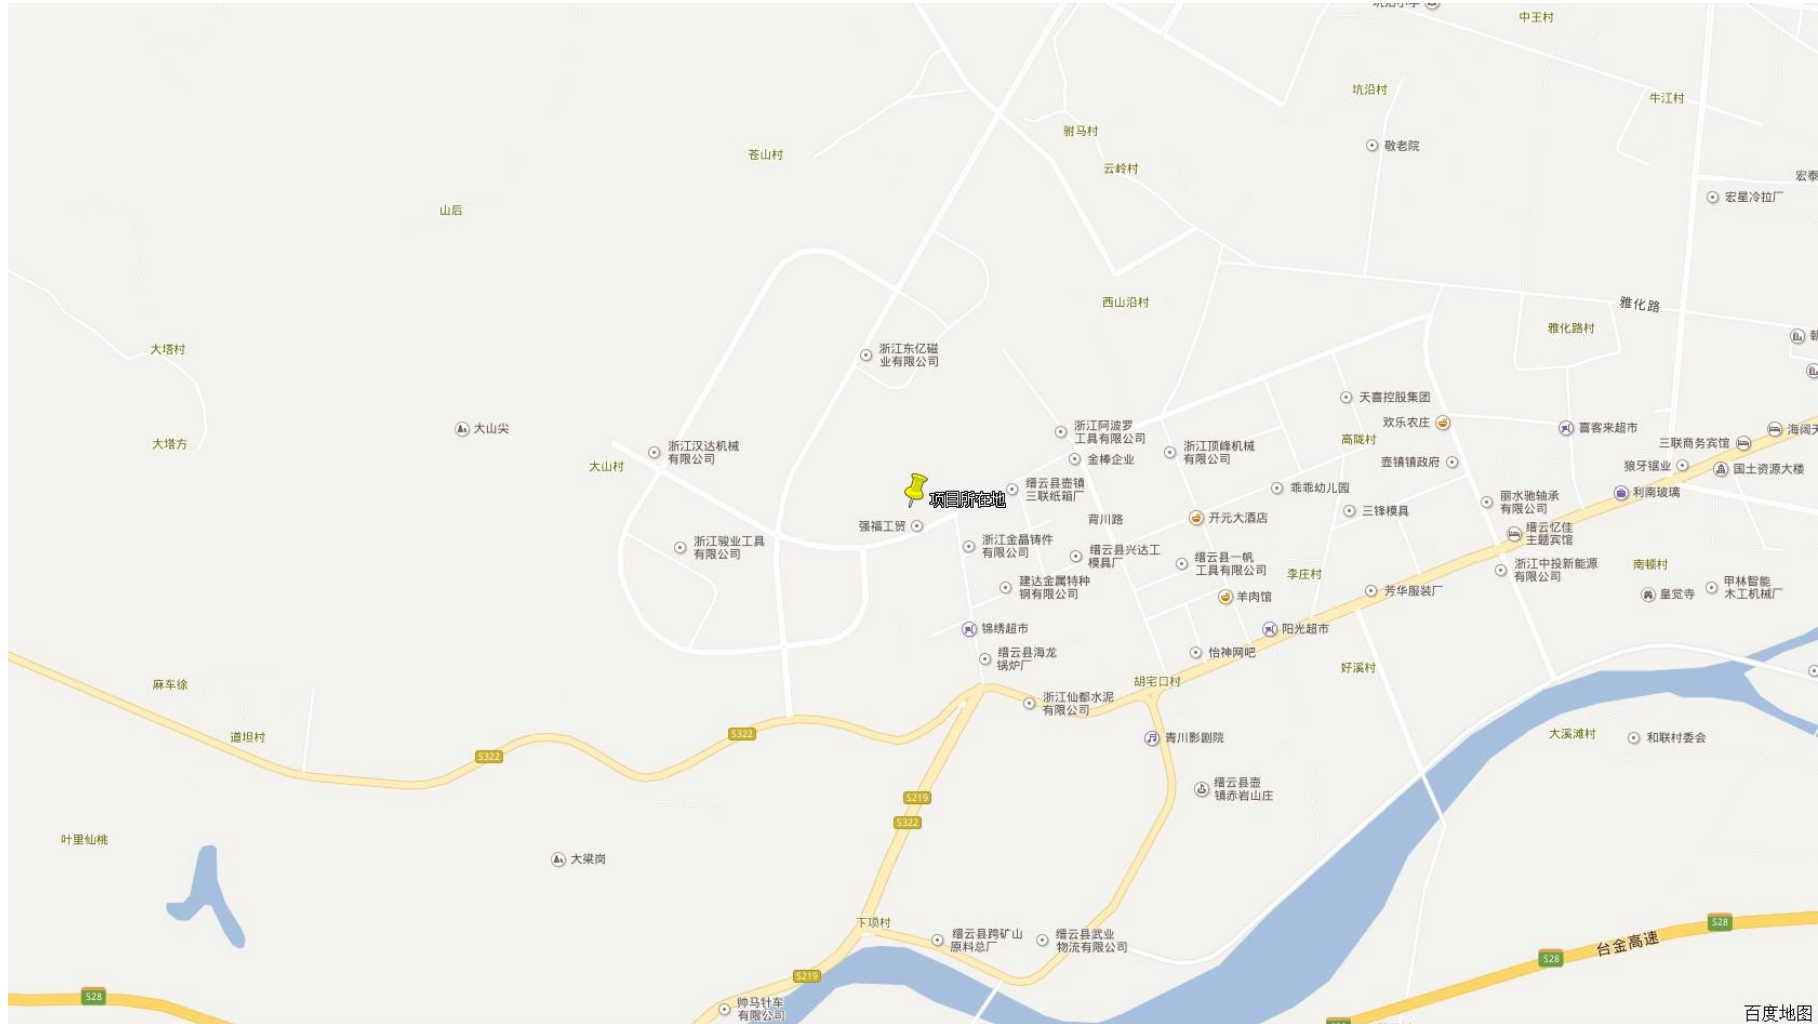 中王村
坑沿村
牛江村
驸马村
敬老院
苍山村
云岭村
宏泰
宏星冷拉厂
山后
西山沿村
雅化路
雅化路村
大塔村
浙江东亿磁
业有限公司
天喜控股集团
欢乐农庄
喜客来超市
海阔天
大山尖
浙江阿波罗
工具有限公司
高陇村
三联商务宾馆
大塔方
浙江汉达机械
有限公司
浙江顶峰机械
有限公司
金棒企业
壶镇镇政府
狼牙锯业
国土资源大楼
大山村
缙云县壶镇
三联纸箱厂
乖乖幼儿园
利南玻璃
项目所在地
丽水驰轴承
有限公司
三锋模具
强福工贸
背川路
开元大酒店
缙云忆佳
主题宾馆
浙江骏业工具
有限公司
浙江金晶铸件
有限公司
缙云县兴达工
模具厂
缙云县一帆
工具有限公司
李庄村
浙江中投新能源
有限公司
南顿村
建达金属特种
钢有限公司
羊肉馆
芳华服装厂
皇觉寺
甲林智能
木工机械厂
锦绣超市
阳光超市
缙云县海龙
锅炉厂
怡神网吧
好溪村
麻车徐
胡宅口村
浙江仙都水泥
有限公司
道坦村
S322
S322
青川影剧院
大溪滩村
和联村委会
缙云县壶
镇赤岩山庄
S219
S322
叶里仙桃
大梁岗
下项村
缙云县跨矿山
原料总厂
缙云县武业
物流有限公司
S28
台金高速
S28
S219
S28
帅马针车
有限公司
百度地图